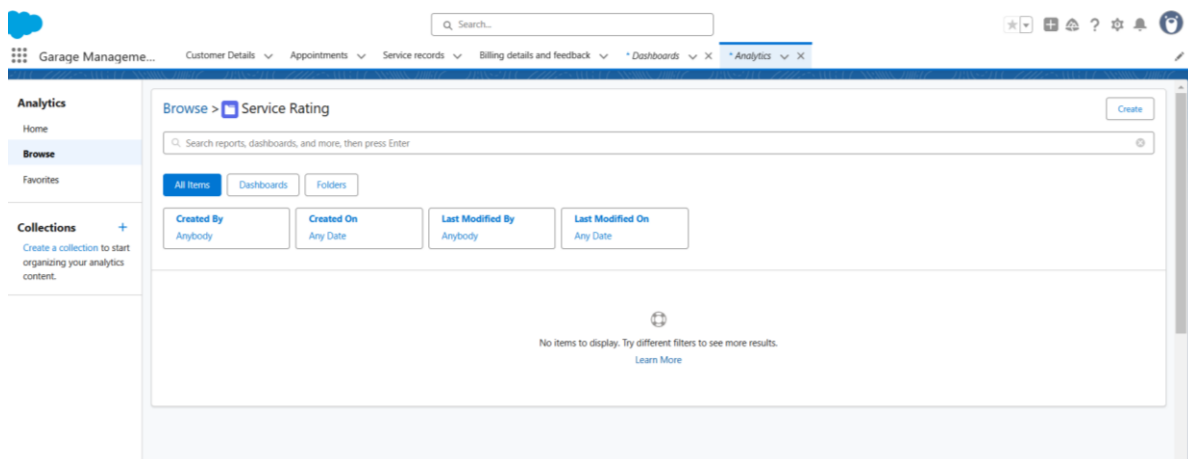 Search...
Garage Manageme...
Customer Details
Appointments
Service records
Billing details and feedback
* Dashboards
* Analytics
Analytics
Home
Browse
Favorites
Collections
Create a collection to start
organizing your analytics
content.
Browse > Service Rating
Create
Search reports, dashboards, and more, then press Enter
All Items
Dashboards
Folders
Created By
Anybody
Created On
Any Date
Last Modified By
Anybody
Last Modified On
Any Date
No items to display. Try different filters to see more results.
Learn More